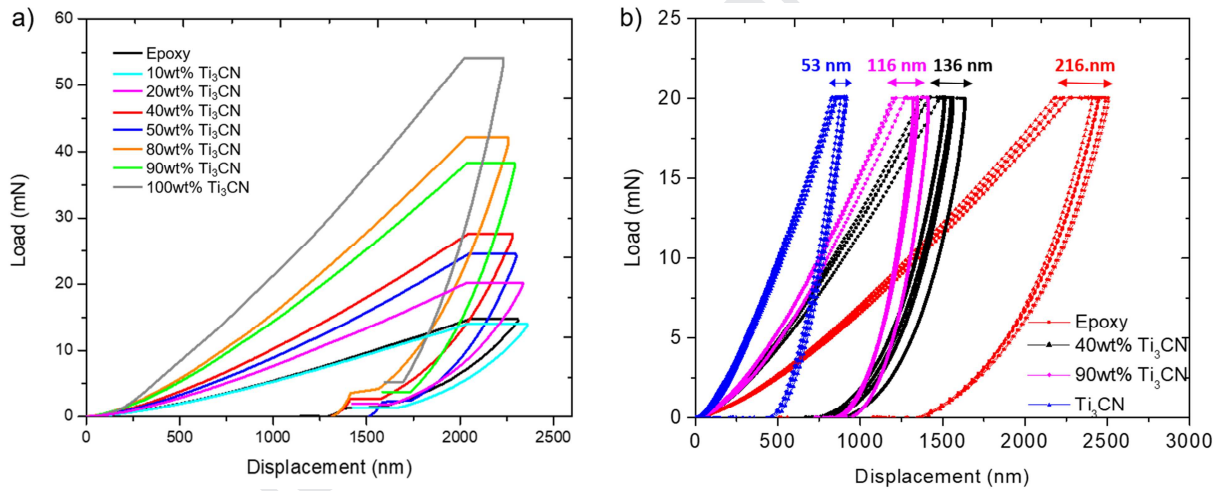 a)
60
50
40
30
20
10
0
Load (mN)
Epoxy
10wt% Ti₃CN
20wt% Ti₃CN
40wt% Ti₃CN
50wt% Ti₃CN
80wt% Ti₃CN
90wt% Ti₃CN
100wt% Ti₃CN
0 500 1000 1500 2000 2500
Displacement (nm)
b)
25
20
15
10
5
0
Load (mN)
53 nm 116 nm 136 nm 216.nm
Epoxy
40wt% Ti₃CN
90wt% Ti₃CN
Ti₃CN
0 500 1000 1500 2000 2500 3000
Displacement (nm)